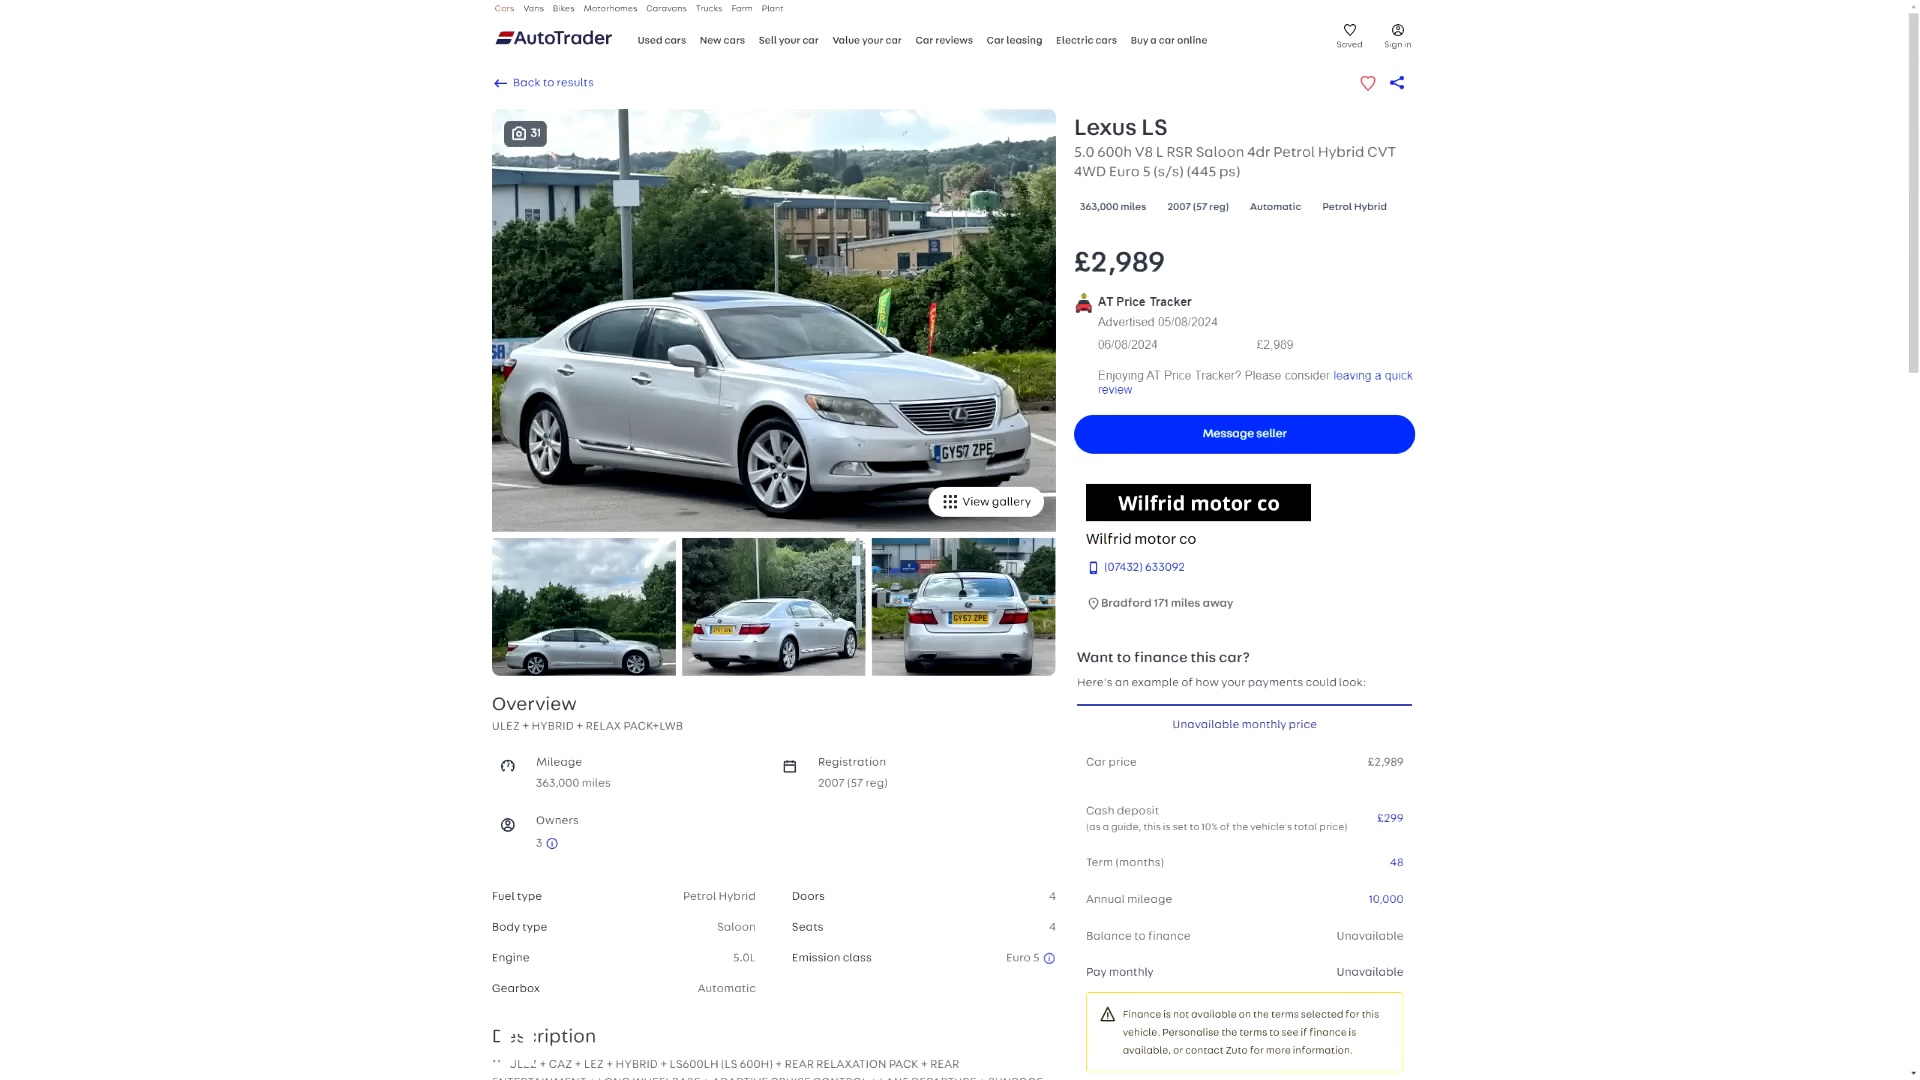 Cars Vans Bikes Motorhomes Caravans Trucks Farm Plant
AutoTrader
Used cars New cars Sell your car Value your car Car reviews Car leasing Electric cars Buy a car online
Saved Sign in
Back to results
31
GY57 ZPE
View gallery
GY57 ZPE
Lexus LS
5.0 600h V8 L RSR Saloon 4dr Petrol Hybrid CVT
4WD Euro 5 (s/s) (445 ps)
363,000 miles 2007 (57 reg) Automatic Petrol Hybrid
£2,989
AT Price Tracker
Advertised 05/08/2024
06/08/2024 £2,989
Enjoying AT Price Tracker? Please consider leaving a quick
review
Message seller
Wilfrid motor co
Wilfrid motor co
(07432) 633092
Bradford 171 miles away
Want to finance this car?
Here's an example of how your payments could look:
Unavailable monthly price
Car price £2,989
Cash deposit
(as a guide, this is set to 10% of the vehicle's total price) £299
Term (months) 48
Annual mileage 10,000
Balance to finance Unavailable
Pay monthly Unavailable
Finance is not available on the terms selected for this
vehicle. Personalise the terms to see if finance is
available, or contact Zuto for more information.
Overview
ULEZ + HYBRID + RELAX PACK+LWB
Mileage
363,000 miles
Registration
2007 (57 reg)
Owners
3
Fuel type Petrol Hybrid
Doors 4
Body type Saloon
Seats 4
Engine 5.0L
Emission class Euro 5
Gearbox Automatic
Description
+ CAZ + LEZ + HYBRID + LS600LH (LS 600H) + REAR RELAXATION PACK + REAR